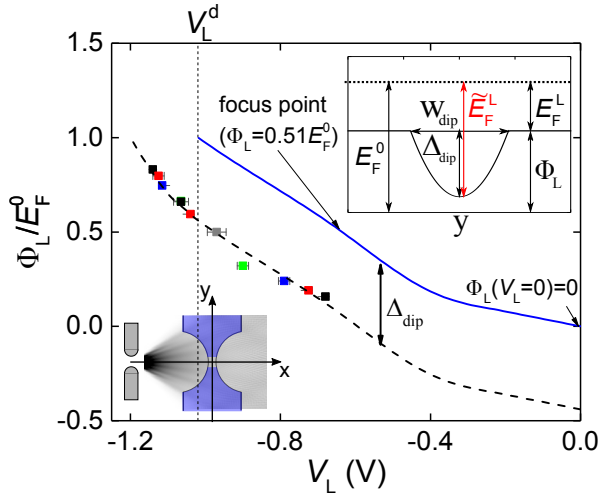 V_L^d
1.5
1.0
0.5
0.0
-0.5
Φ_L/E_F^0
focus point
(Φ_L=0.51E_F^0)
W_dip
Ẽ_F^L
E_F^L
E_F^0
Δ_dip
Φ_L
y
Φ_L(V_L=0)=0
Δ_dip
y
x
-1.2
-0.8
-0.4
0.0
V_L (V)